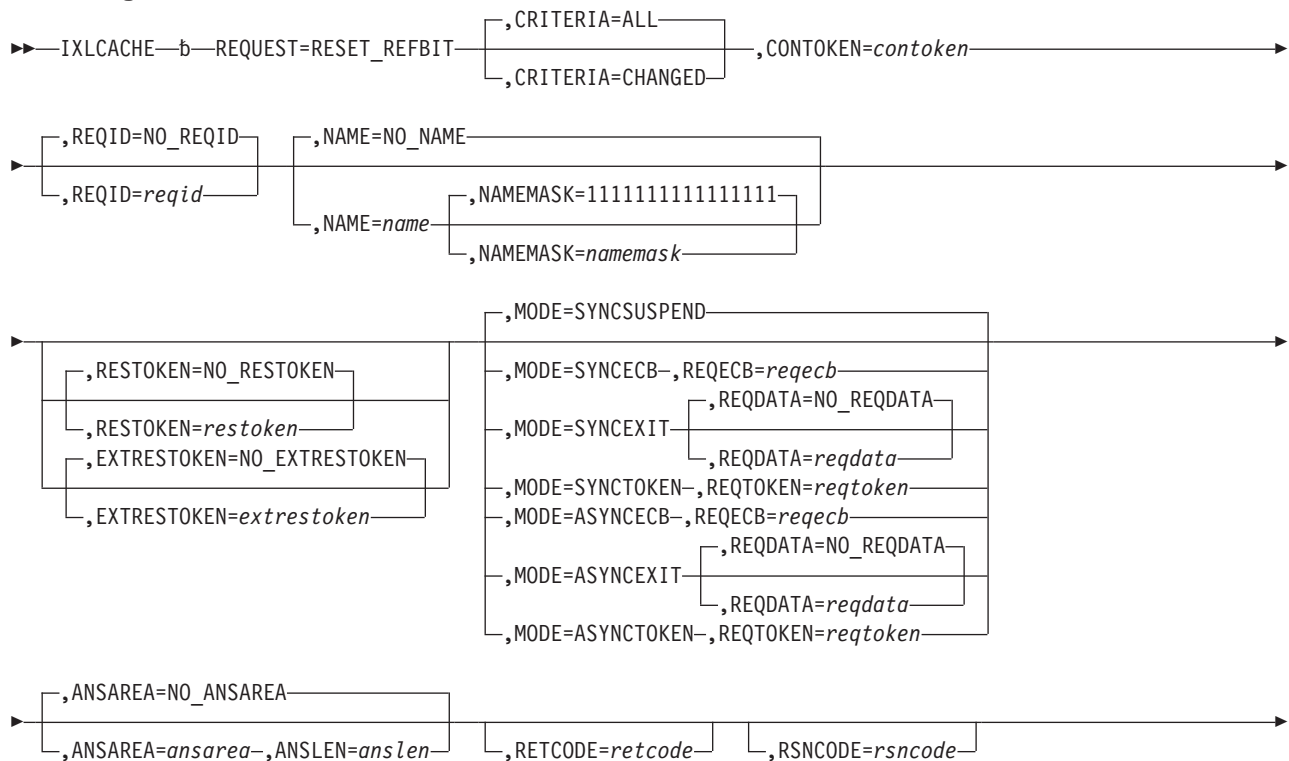 ,CRITERIA=ALL
IXLCACHE ƀ REQUEST=RESET_REFBIT ,CONTOKEN=contoken
,CRITERIA=CHANGED
,REQID=NO_REQID ,NAME=NO_NAME
,REQID=reqid ,NAMEMASK=1111111111111111
,NAME=name
,NAMEMASK=namemask
,MODE=SYNCSUSPEND
,RESTOKEN=NO_RESTOKEN ,MODE=SYNCECB ,REQECB=reqecb
,REQDATA=NO_REQDATA
,RESTOKEN=restoken ,MODE=SYNCEXIT
,EXTRESTOKEN=NO_EXTRESTOKEN ,REQDATA=reqdata
,MODE=SYNCTOKEN ,REQTOKEN=reqtoken
,EXTRESTOKEN=extrestoken ,MODE=ASYNCECB ,REQECB=reqecb
,REQDATA=NO_REQDATA
,MODE=ASYNCEXIT
,REQDATA=reqdata
,MODE=ASYNCTOKEN ,REQTOKEN=reqtoken
,ANSAREA=NO_ANSAREA
,ANSAREA=ansarea ,ANSLEN=anslen ,RETCODE=retcode ,RSNCODE=rsncode